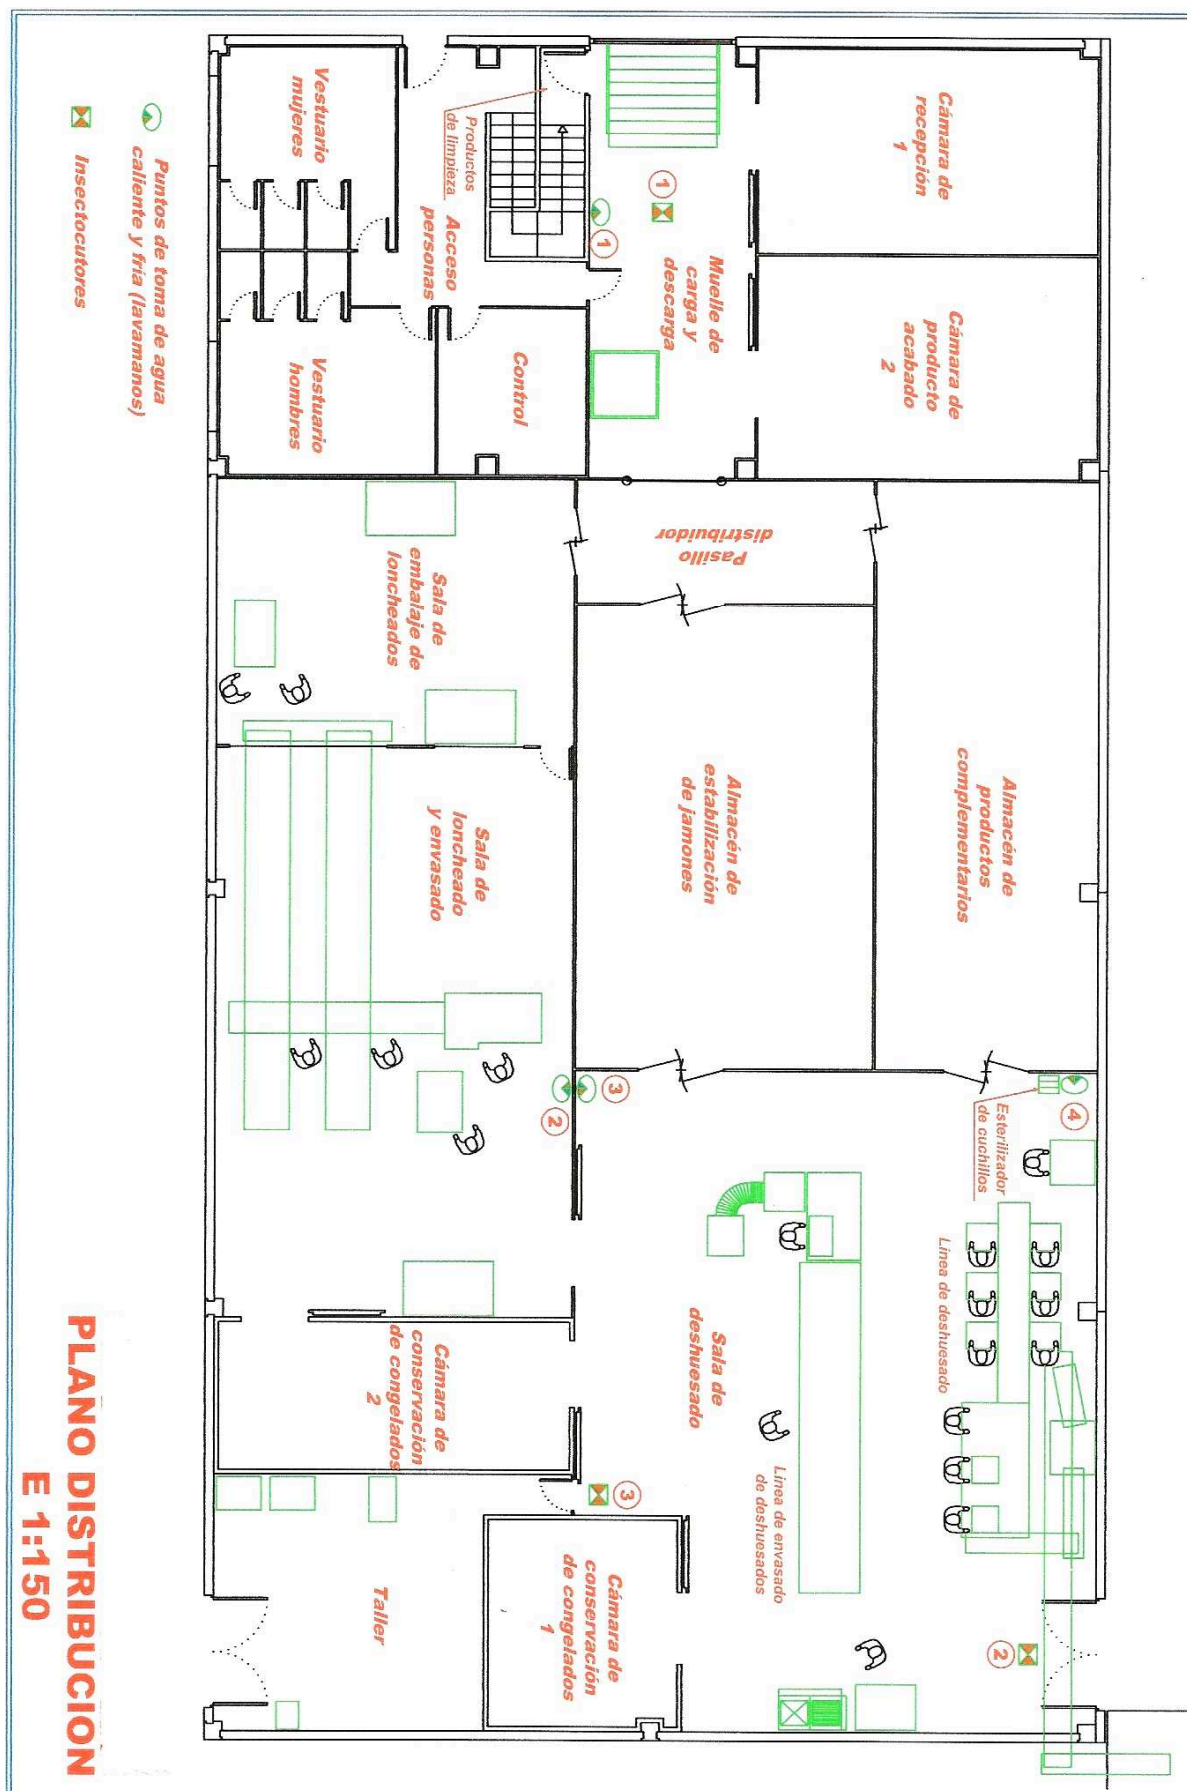 Cámara de
recepción
1
Cámara de
producto
acabado
2
Almacén de
productos
complementarios
4
Esterilizador
de cuchillos
Linea de deshuesado
2
Muelle de
carga y
descarga
1
1
Pasillo
distribuidor
Almacén de
estabilización
de jamones
Sala de
deshuesado
Linea de envasado
de deshuesados
3
2
3
Cámara de
conservación
de congelados
1
Productos
de limpieza
Acceso
personas
Control
Vestuario
mujeres
Vestuario
hombres
Sala de
embalaje de
loncheados
Sala de
loncheado
y envasado
Cámara de
conservación
de congelados
2
Taller
Puntos de toma de agua
caliente y fría (lavamanos)
Insectocutores
PLANO DISTRIBUCION
E 1:150